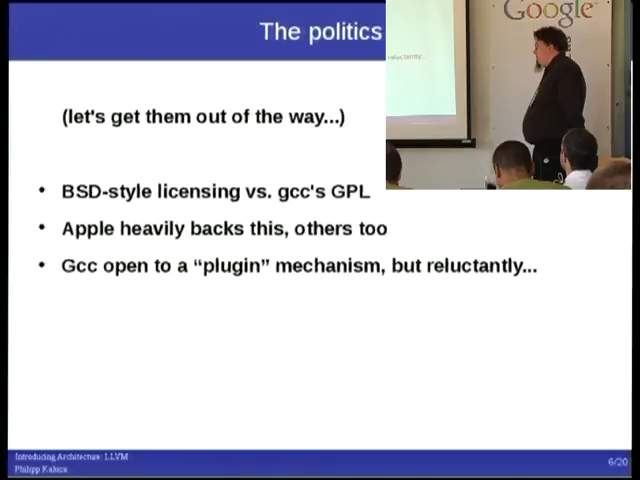 The politics
Google
(let's get them out of the way...)
• BSD-style licensing vs. gcc's GPL
• Apple heavily backs this, others too
• Gcc open to a “plugin” mechanism, but reluctantly...
Introducing Architecture: LLVM
Philipp
6/20